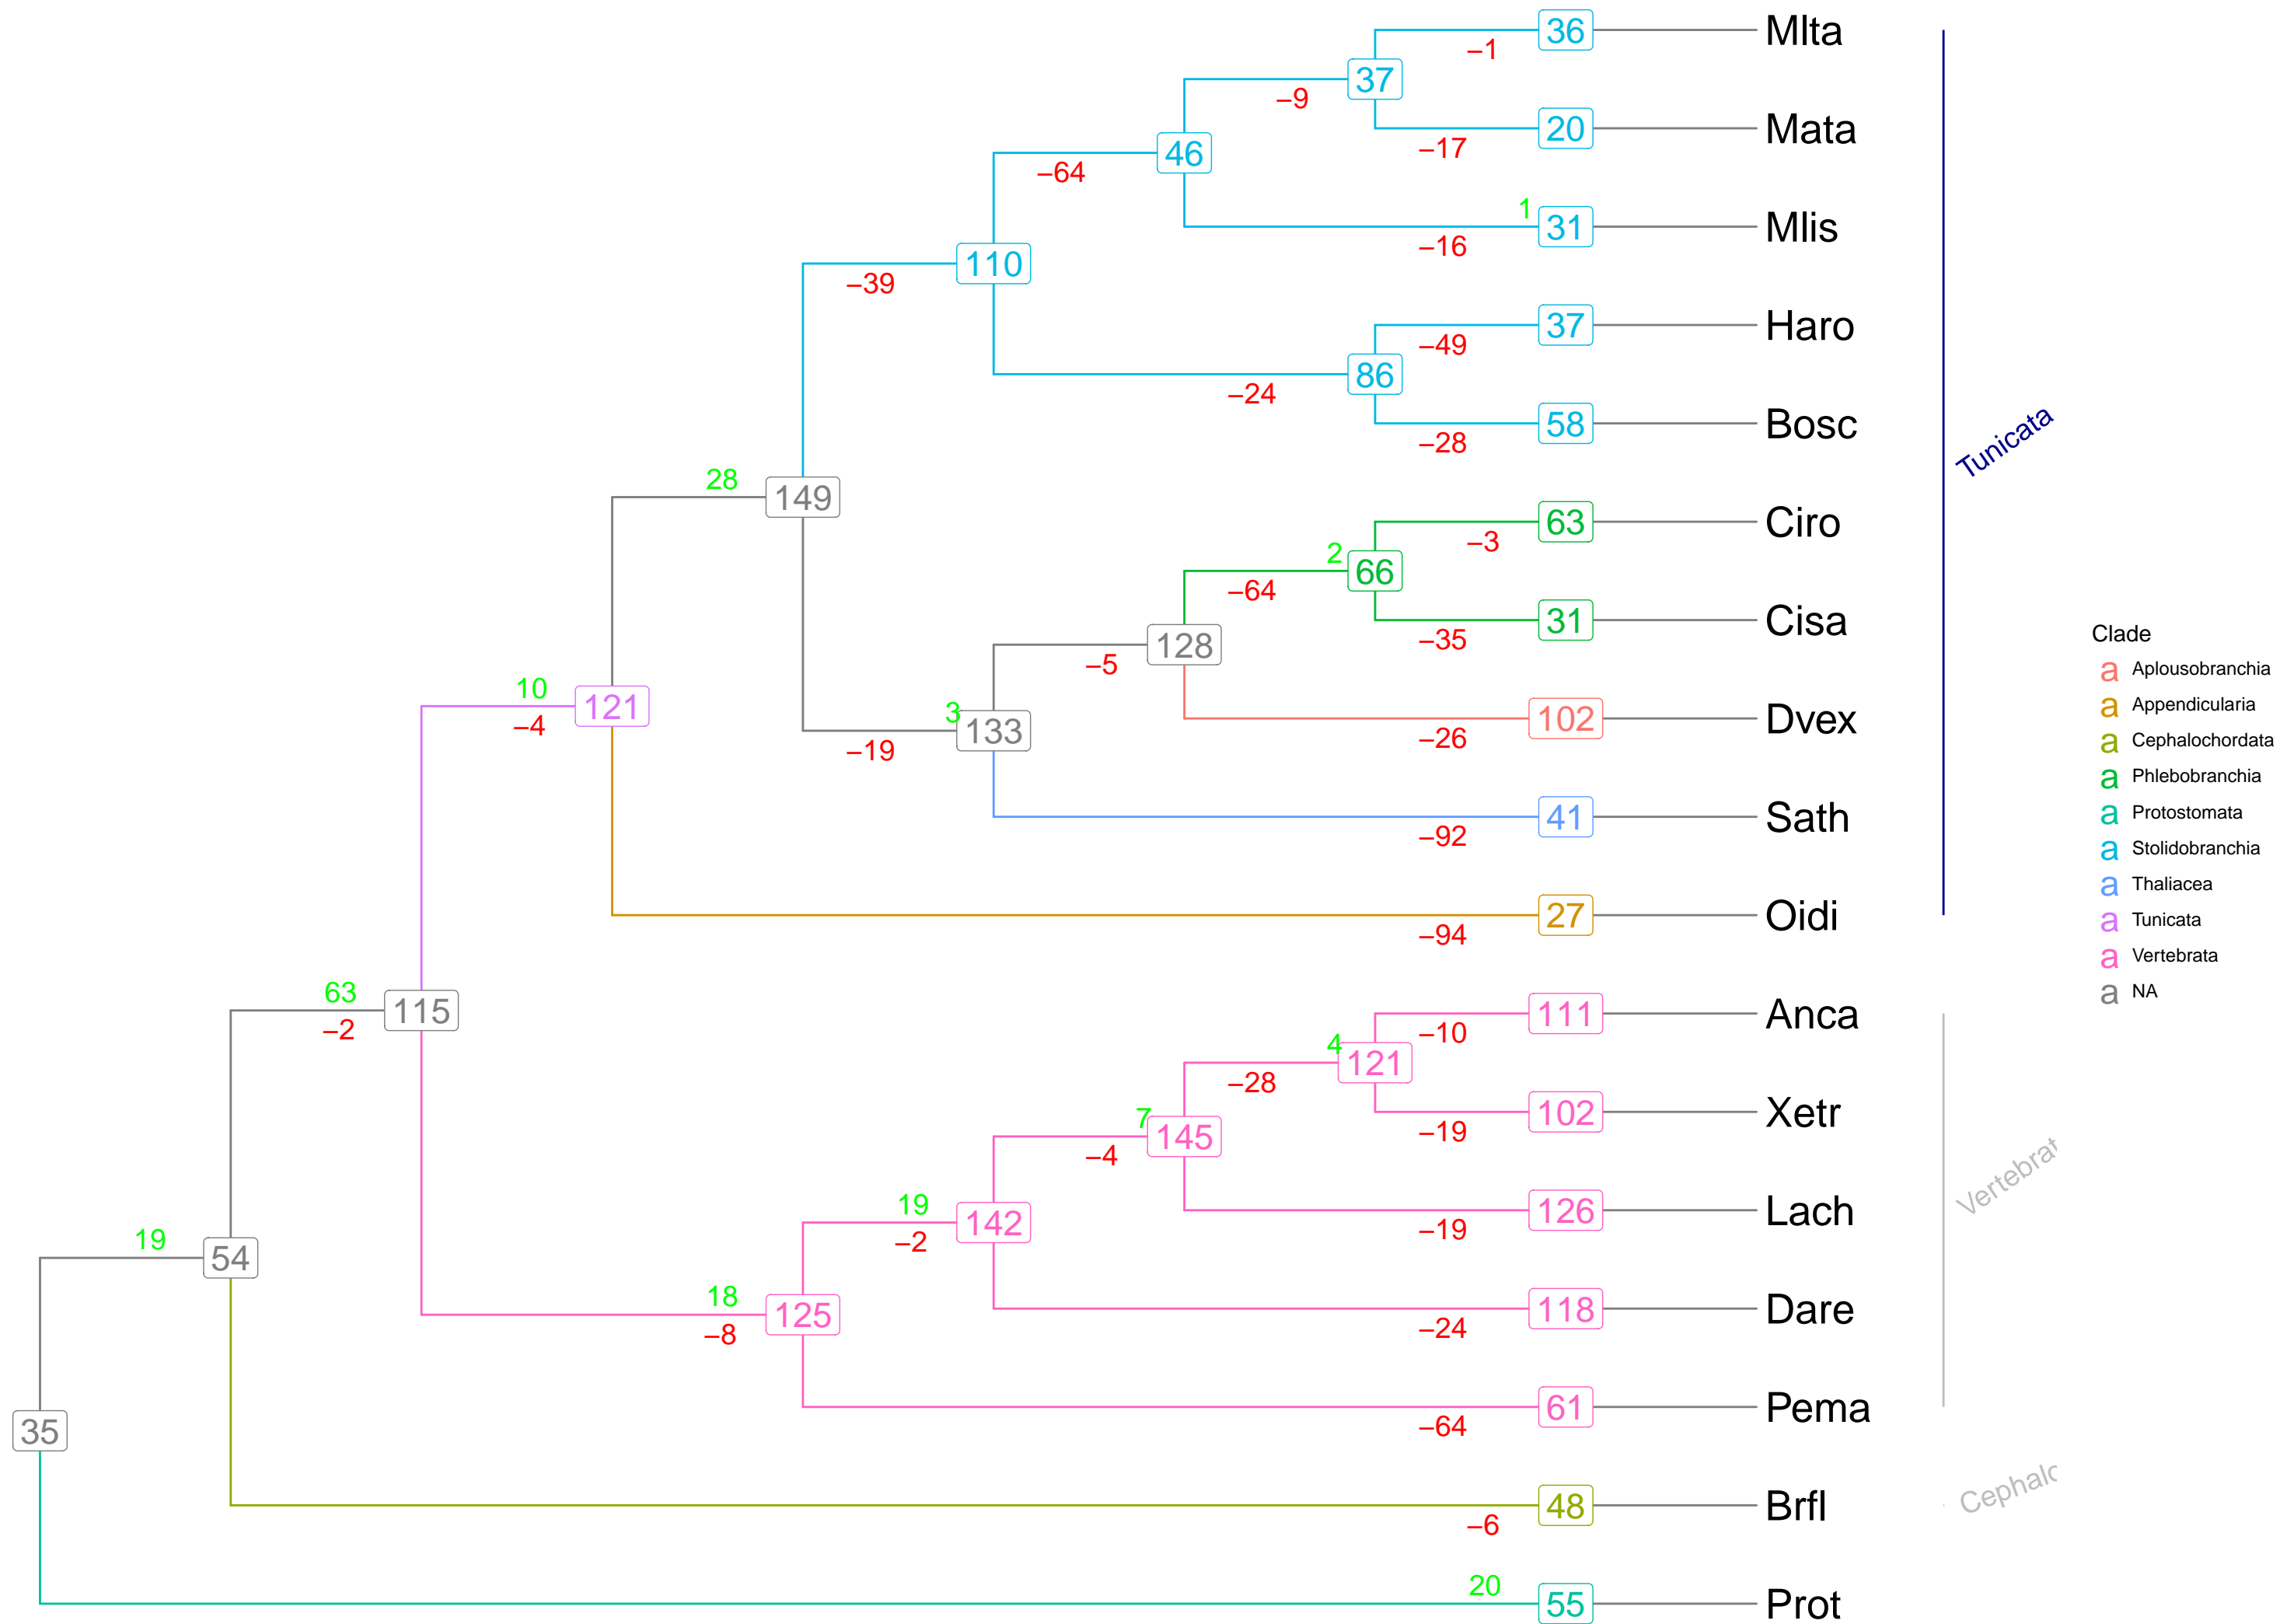 36 Mlta
–1
37
–9
20 Mata
46
–17
–64
1
31 Mlis
–16
110
–39
37 Haro
–49
86
–24
58 Bosc
–28
Tunicata
28
149
63 Ciro
–3
2
66
–64
31 Cisa
–35
128
–5
10
121
–4
3
133
–19
102 Dvex
–26
41 Sath
–92
27 Oidi
–94
63
115
–2
111 Anca
–10
4
121
–28
102 Xetr
–19
7
145
–4
Vertebrat
19
142
–2
126 Lach
–19
19
54
18
125
–8
118 Dare
–24
61 Pema
–64
35
Cephalc
48 Brfl
–6
20
55 Prot
Clade
a Aplousobranchia
a Appendicularia
a Cephalochordata
a Phlebobranchia
a Protostomata
a Stolidobranchia
a Thaliacea
a Tunicata
a Vertebrata
a NA